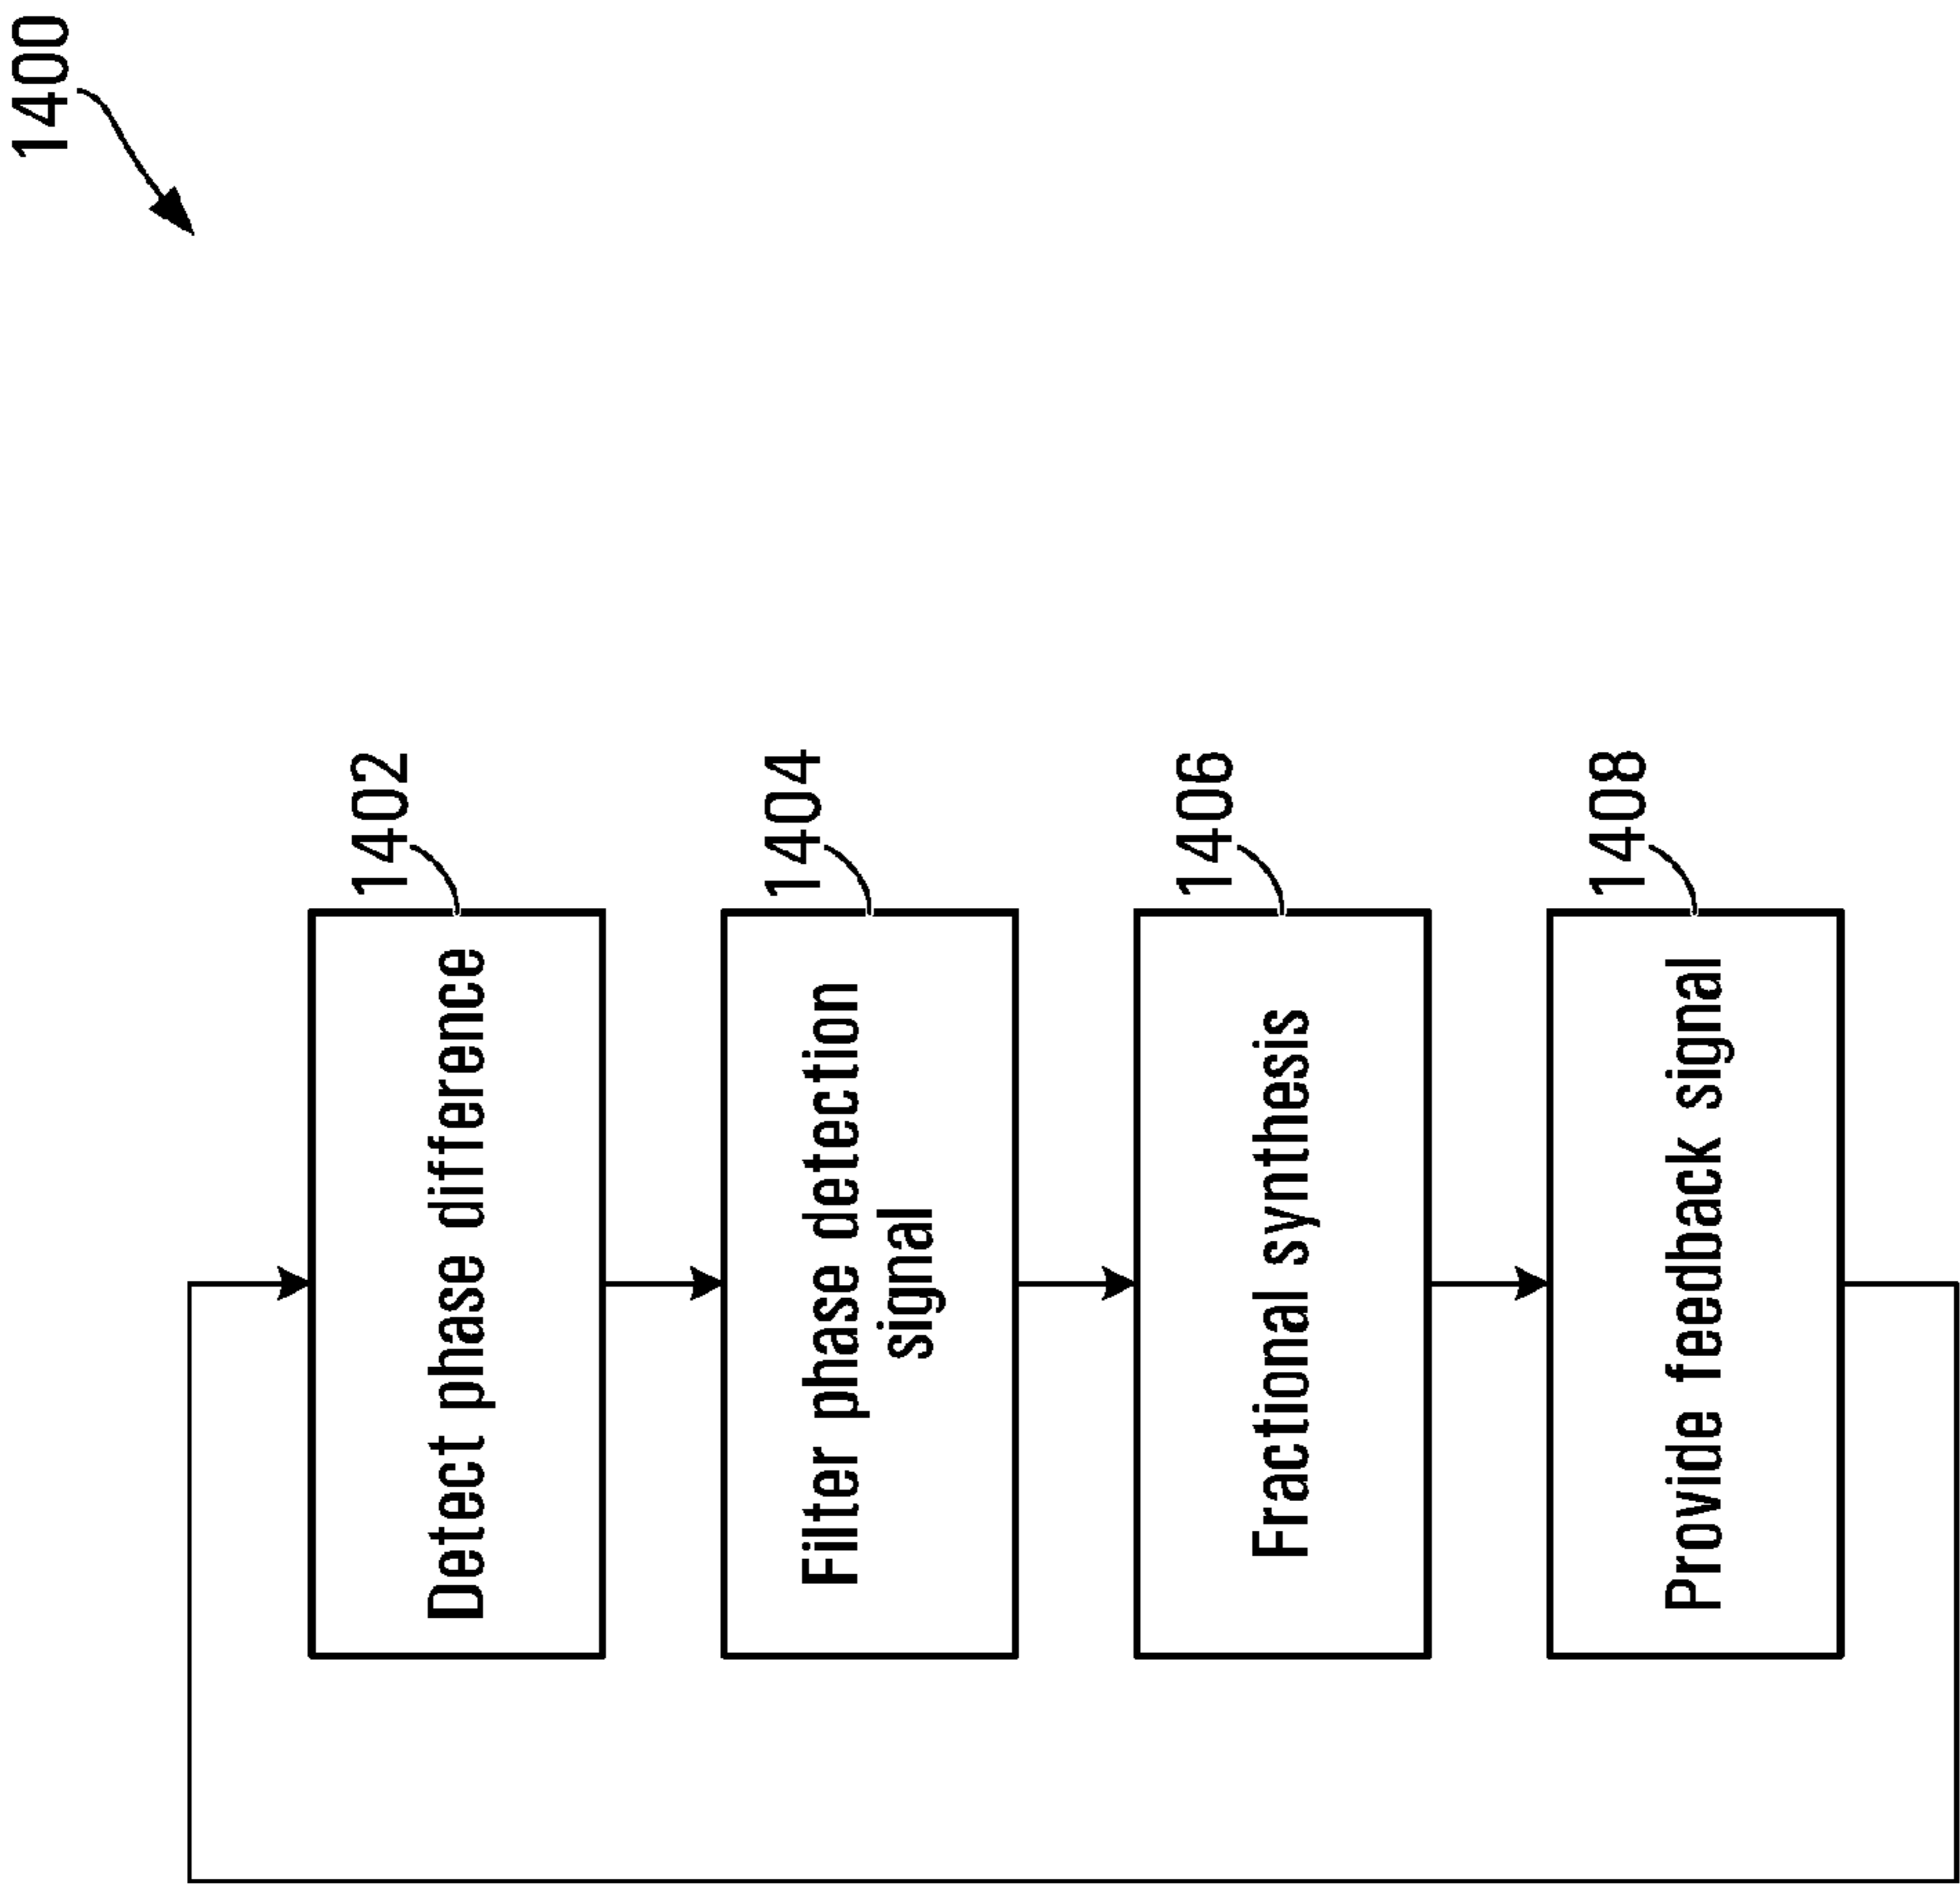 1400
1402
Detect phase difference
1404
Filter phase detection
signal
1406
Fractional synthesis
1408
Provide feedback signal